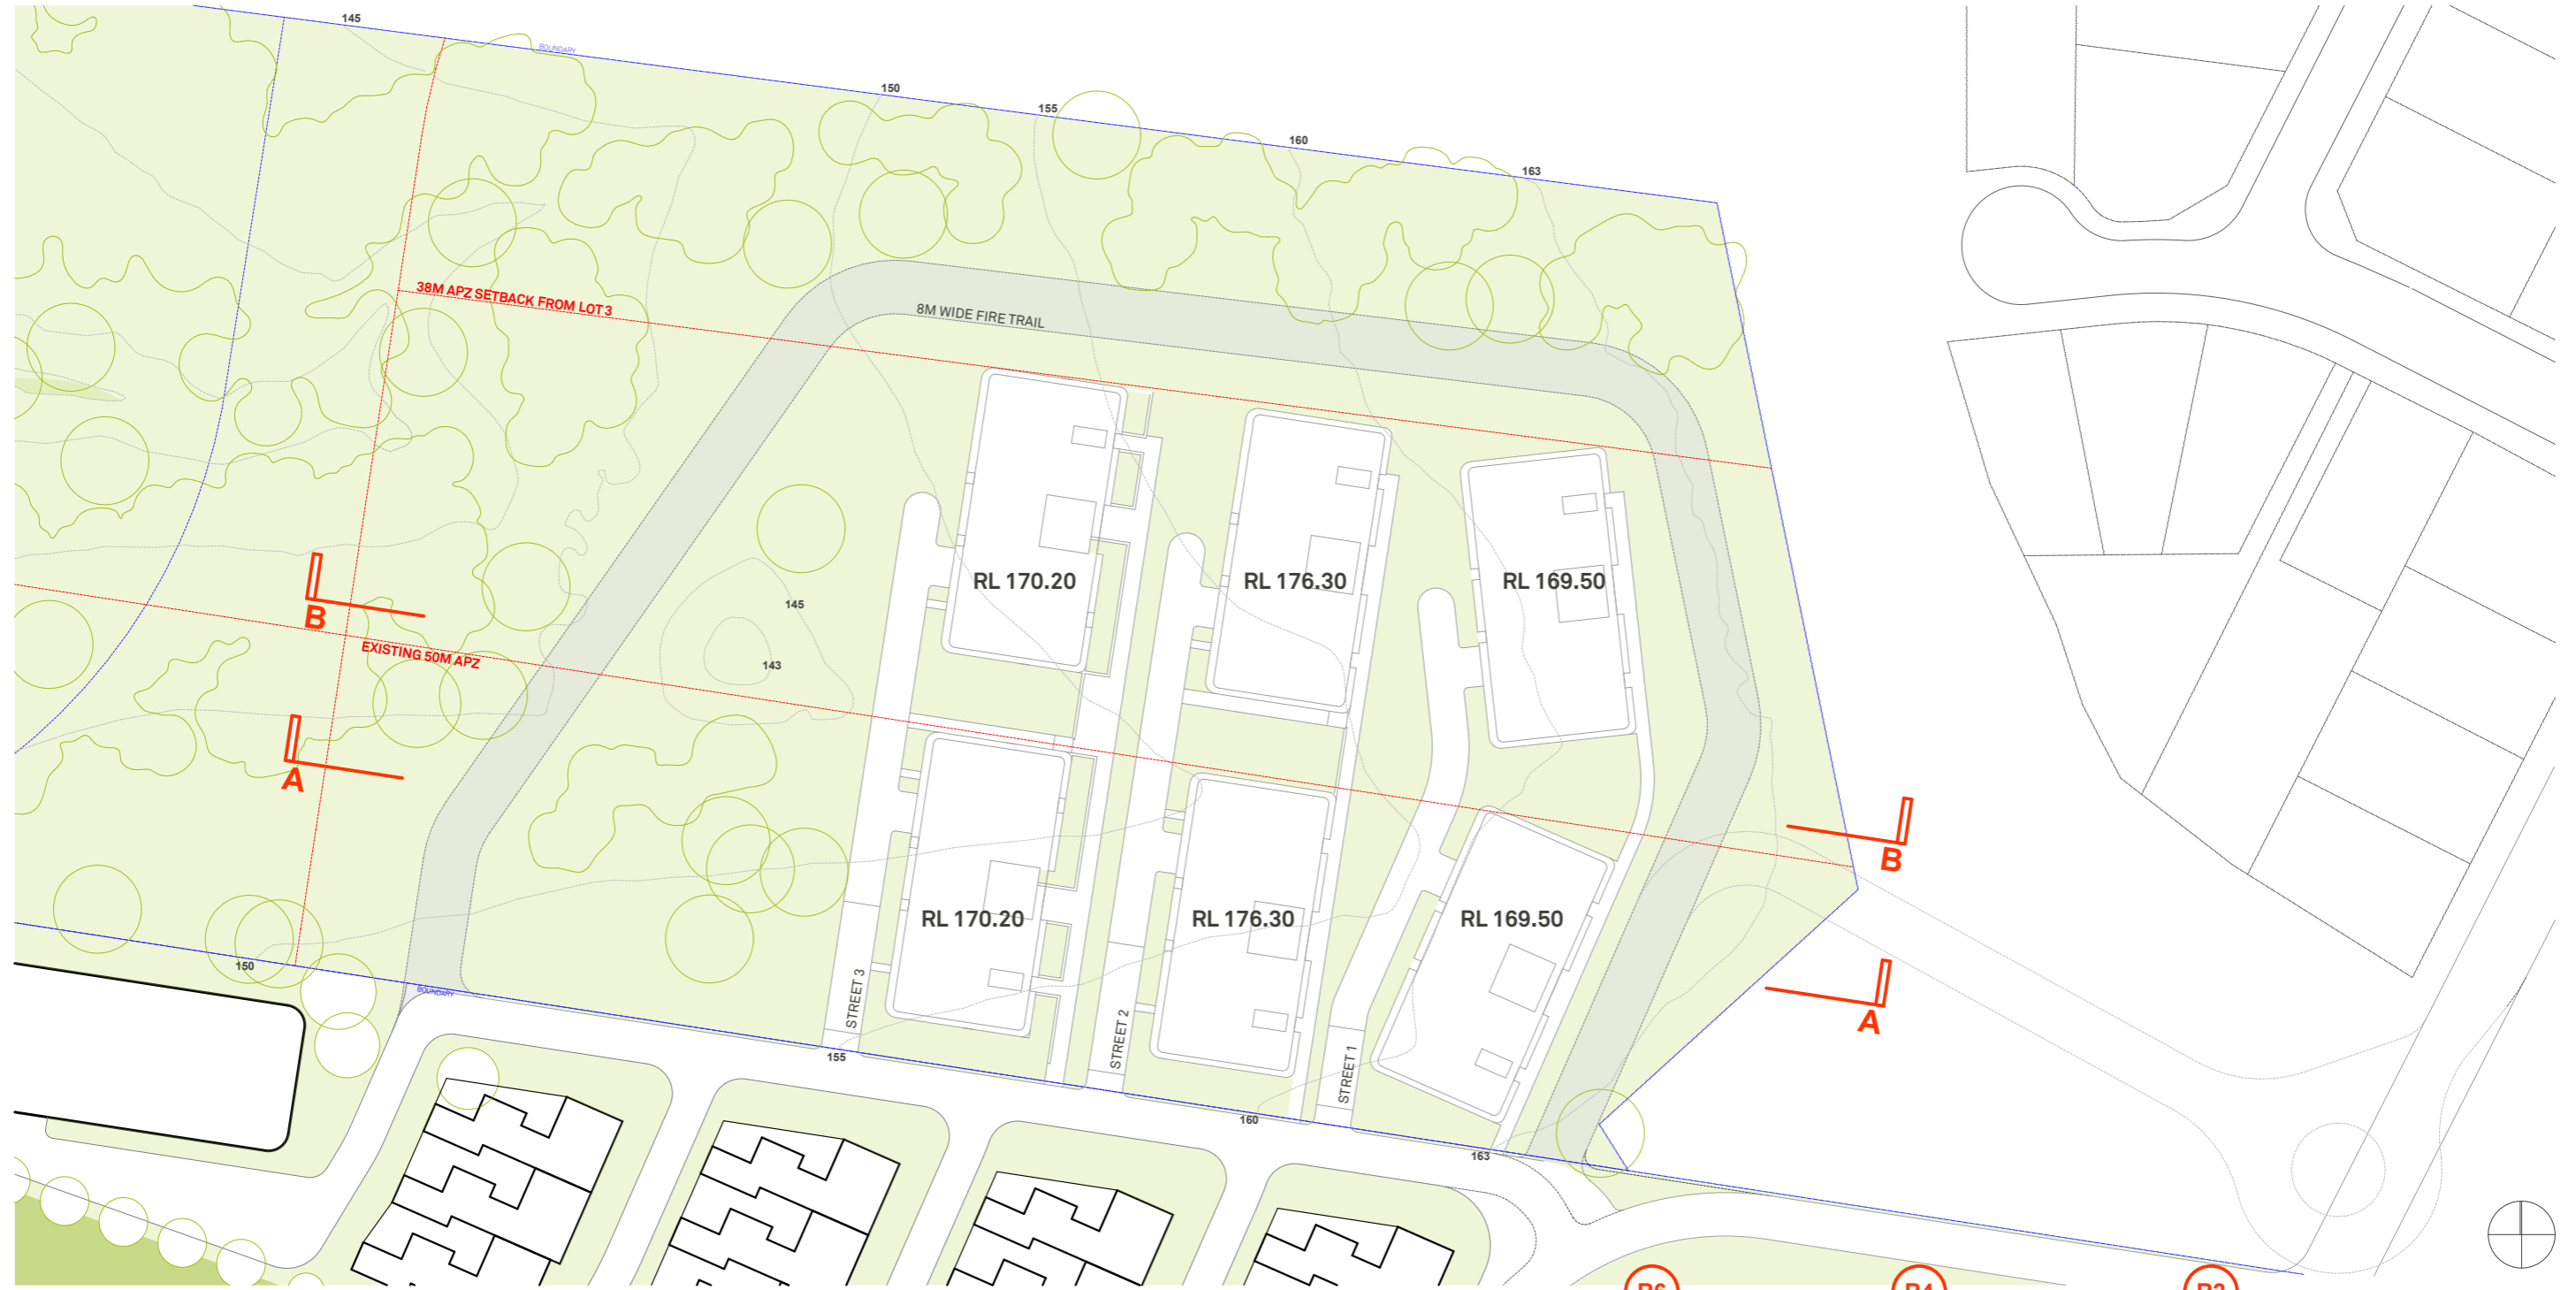 145
BOUNDARY
150
155
160
163
38M APZ SETBACK FROM LOT 3
8M WIDE FIRE TRAIL
RL 170.20
RL 176.30
RL 169.50
B
145
EXISTING 50M APZ
143
A
B
RL 170.20
RL 176.30
RL 169.50
150
BOUNDARY
STREET 3
STREET 2
STREET 1
A
155
160
163